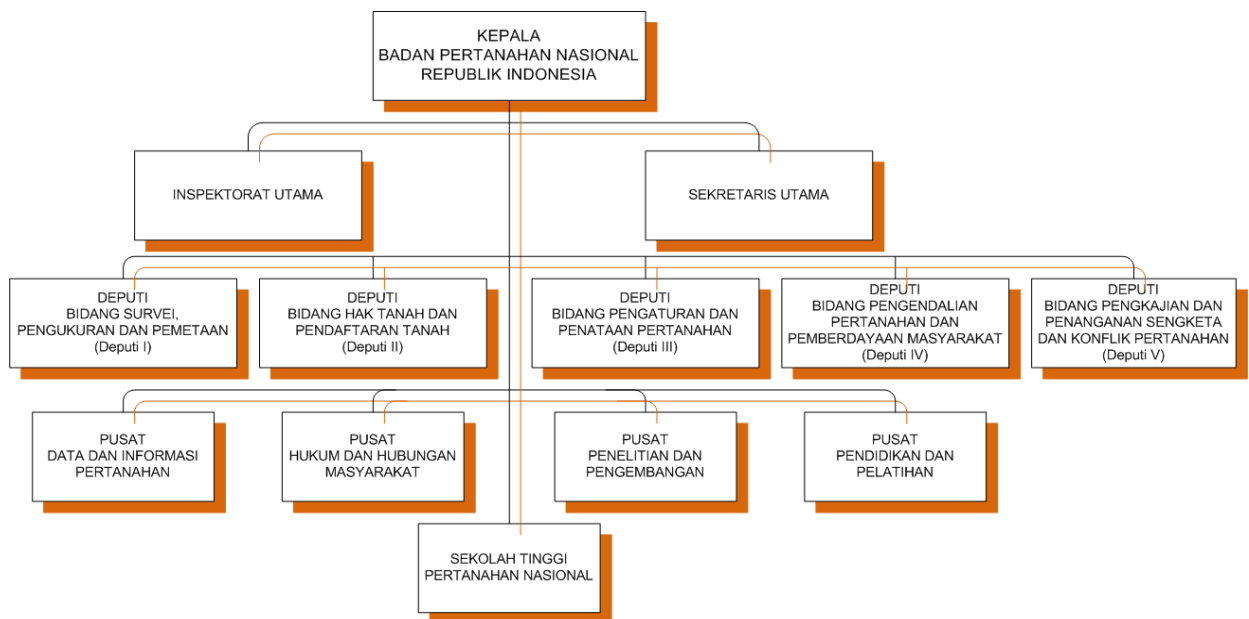 KEPALA
BADAN PERTANAHAN NASIONAL
REPUBLIK INDONESIA
INSPEKTORAT UTAMA
SEKRETARIS UTAMA
DEPUTI
BIDANG SURVEI,
PENGUKURAN DAN PEMETAAN
(Deputi I)
DEPUTI
BIDANG HAK TANAH DAN
PENDAFTARAN TANAH
(Deputi II)
DEPUTI
BIDANG PENGATURAN DAN
PENATAAN PERTANAHAN
(Deputi III)
DEPUTI
BIDANG PENGENDALIAN
PERTANAHAN DAN
PEMBERDAYAAN MASYARAKAT
(Deputi IV)
DEPUTI
BIDANG PENGKAJIAN DAN
PENANGANAN SENGKETA
DAN KONFLIK PERTANAHAN
(Deputi V)
PUSAT
DATA DAN INFORMASI
PERTANAHAN
PUSAT
HUKUM DAN HUBUNGAN
MASYARAKAT
PUSAT
PENELITIAN DAN
PENGEMBANGAN
PUSAT
PENDIDIKAN DAN
PELATIHAN
SEKOLAH TINGGI
PERTANAHAN NASIONAL